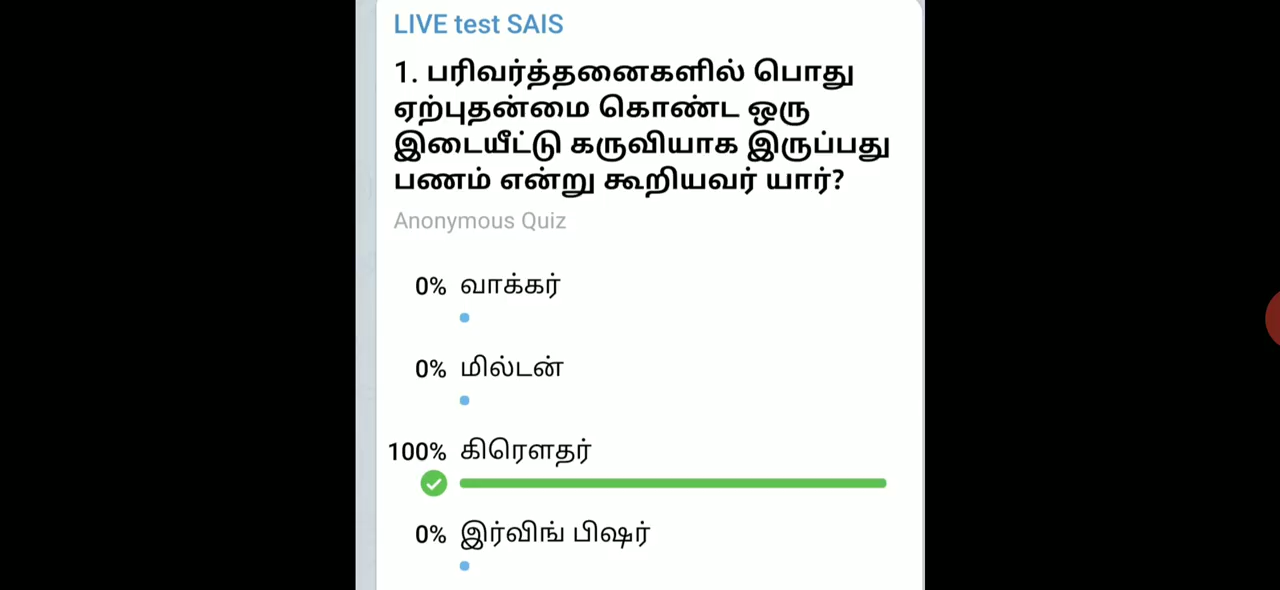 LIVE test SAIS
1. பரிவர்த்தனைகளில் பொது
ஏற்புதன்மை கொண்ட ஒரு
இடையீட்டு கருவியாக இருப்பது
பணம் என்று கூறியவர் யார்?
Anonymous Quiz
0% வாக்கர்
0% மில்டன்
100% கிரௌதர்
0% இர்விங் பிஷர்